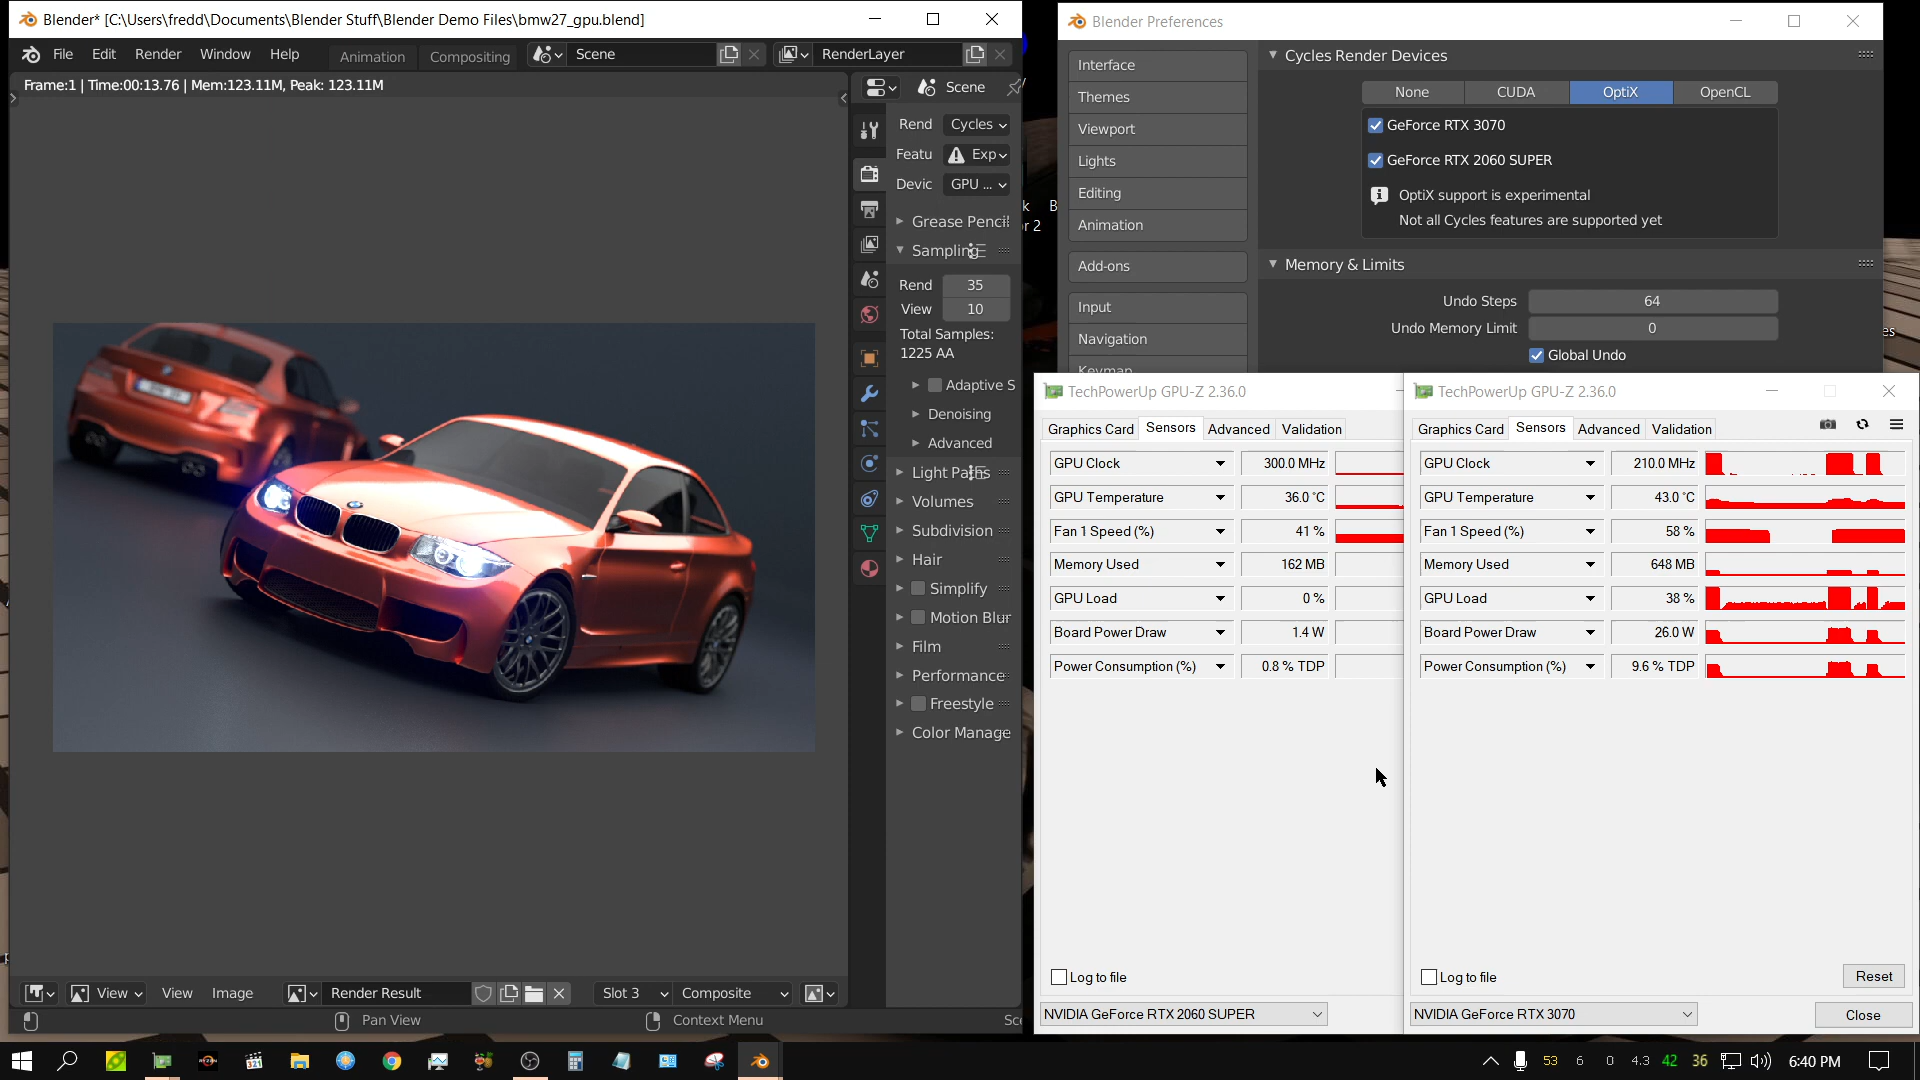 Blender* [C:\Users\fredd\Documents\Blender Stuff\Blender Demo Files\bmw27_gpu.blend]
File Edit Render Window Help Animation Compositing Scene RenderLayer
Frame:1 | Time:00:13.76 | Mem:123.11M, Peak: 123.11M
Scene
Rend Cycles
Featu Exp
Devic GPU ...
Grease Pencil
Sampling
Rend 35
View 10
Total Samples:
1225 AA
Adaptive S
Denoising
Advanced
Light Paths
Volumes
Subdivision
Hair
Simplify
Motion Blur
Film
Performance
Freestyle
Color Manage
View View Image Render Result Slot 3 Composite
Pan View Context Menu Sce
Blender Preferences
Interface
Themes
Viewport
Lights
Editing
Animation
Add-ons
Input
Navigation
Keymap
Cycles Render Devices
None CUDA OptiX OpenCL
GeForce RTX 3070
GeForce RTX 2060 SUPER
OptiX support is experimental
Not all Cycles features are supported yet
Memory & Limits
Undo Steps 64
Undo Memory Limit 0
Global Undo
k B
r 2
es
TechPowerUp GPU-Z 2.36.0
Graphics Card Sensors Advanced Validation
GPU Clock 300.0 MHz
GPU Temperature 36.0 °C
Fan 1 Speed (%) 41 %
Memory Used 162 MB
GPU Load 0 %
Board Power Draw 1.4 W
Power Consumption (%) 0.8 % TDP
Log to file
NVIDIA GeForce RTX 2060 SUPER
TechPowerUp GPU-Z 2.36.0
Graphics Card Sensors Advanced Validation
GPU Clock 210.0 MHz
GPU Temperature 43.0 °C
Fan 1 Speed (%) 58 %
Memory Used 648 MB
GPU Load 38 %
Board Power Draw 26.0 W
Power Consumption (%) 9.6 % TDP
Log to file Reset
NVIDIA GeForce RTX 3070 Close
RYZEN 321 53 6 0 4.3 42 36 6:40 PM